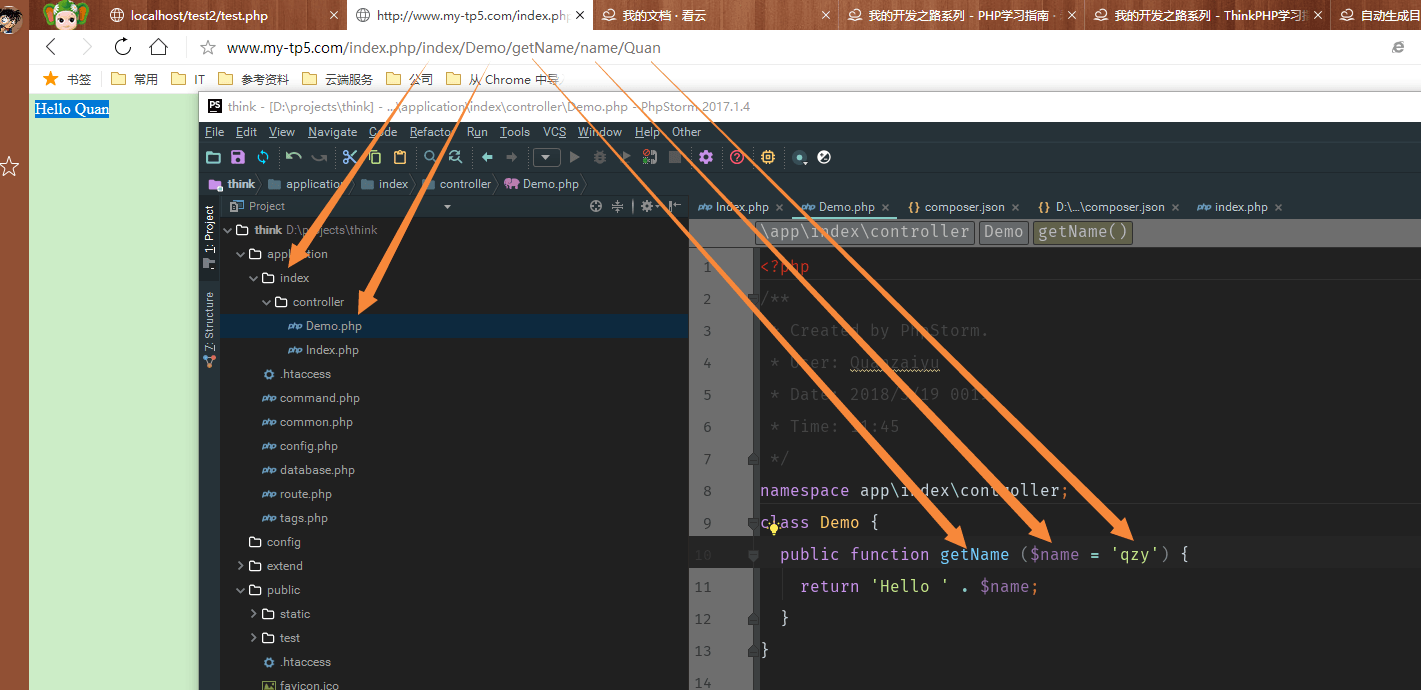 localhost/test2/test.php
http://www.my-tp5.com/index.ph
我的文档 · 看云
我的开发之路系列 - PHP学习指南 ·
我的开发之路系列 - ThinkPHP学习
自动生成目
www.my-tp5.com/index.php/index/Demo/getName/name/Quan
书签 常用 IT 参考资料 云端服务 公司 从 Chrome 中导
Hello Quan
PS think - [D:\projects\think] - ...\application\index\controller\Demo.php - PhpStorm 2017.1.4
File Edit View Navigate Code Refactor Run Tools VCS Window Help Other
think application index controller Demo.php
Project
Index.php Demo.php composer.json D:\...\composer.json index.php
1: Project
7: Structure
think D:\projects\think
application
index
controller
Demo.php
Index.php
.htaccess
command.php
common.php
config.php
database.php
route.php
tags.php
config
extend
public
static
test
.htaccess
favicon.ico
\app\index\controller Demo getName()
1 <?php
2 /**
3 * Created by PhpStorm.
4 * User: Quanzaiyu
5 * Date: 2018/3/19 001
6 * Time: 11:45
7 */
8 namespace app\index\controller;
9 class Demo {
10 public function getName ($name = 'qzy') {
11 return 'Hello ' . $name;
12 }
13 }
14